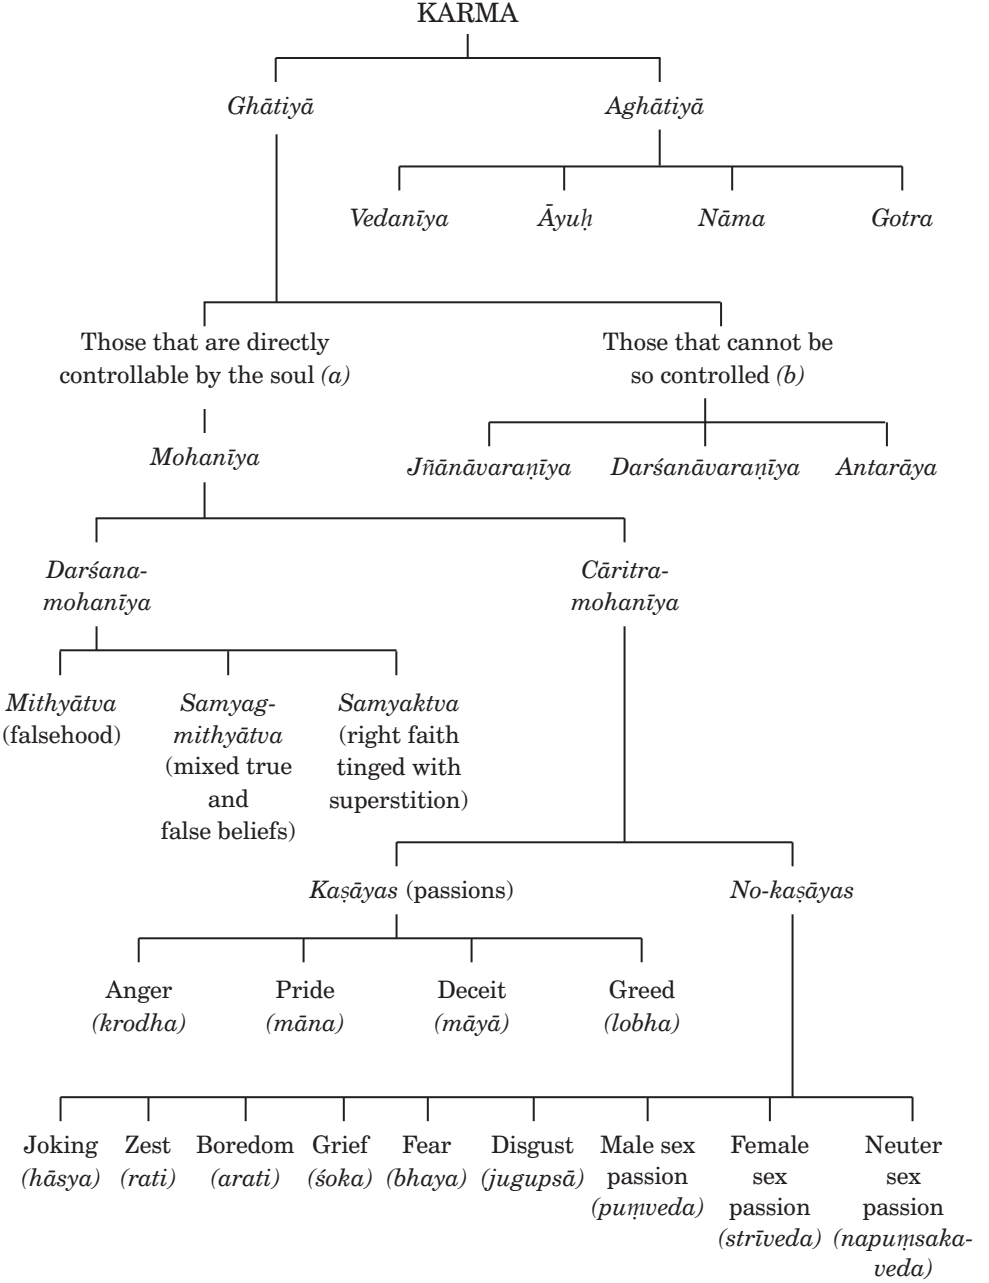 KARMA
Ghātiyā
Aghātiyā
Vedanīya
Āyuḥ
Nāma
Gotra
Those that are directly
controllable by the soul (a)
Those that cannot be
so controlled (b)
Mohanīya
Jñānāvaraṇīya
Darśanāvaraṇīya
Antarāya
Darśana-
mohanīya
Cāritra-
mohanīya
Mithyātva
(falsehood)
Samyag-
mithyātva
(mixed true
and
false beliefs)
Samyaktva
(right faith
tinged with
superstition)
Kaṣāyas (passions)
No-kaṣāyas
Anger
(krodha)
Pride
(māna)
Deceit
(māyā)
Greed
(lobha)
Joking
(hāsya)
Zest
(rati)
Boredom
(arati)
Grief
(śoka)
Fear
(bhaya)
Disgust
(jugupsā)
Male sex
passion
(puṃveda)
Female
sex
passion
(strīveda)
Neuter
sex
passion
(napuṃsaka-
veda)